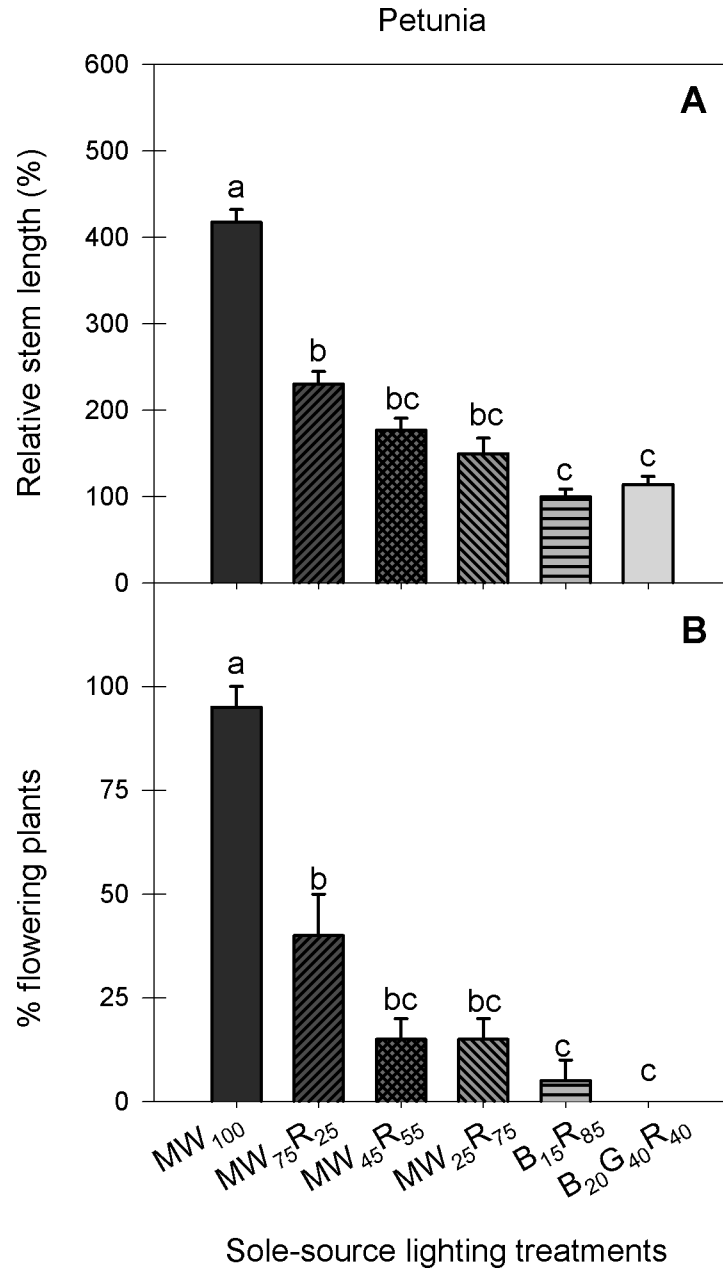 Petunia
A
Relative stem length (%)
600
500
400
300
200
100
0
a
b
bc
bc
c
c
B
% flowering plants
100
75
50
25
0
a
b
bc
bc
c
c
MW₁₀₀
MW₇₅R₂₅
MW₄₅R₅₅
MW₂₅R₇₅
B₁₅R₈₅
B₂₀G₄₀R₄₀
Sole-source lighting treatments